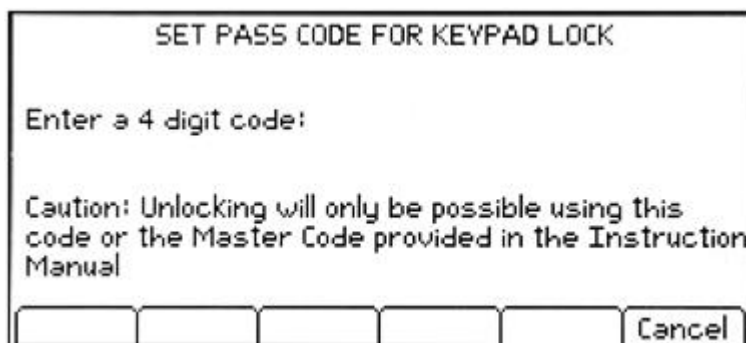 SET PASS CODE FOR KEYPAD LOCK
Enter a 4 digit code:
Caution: Unlocking will only be possible using this
code or the Master Code provided in the Instruction
Manual
Cancel